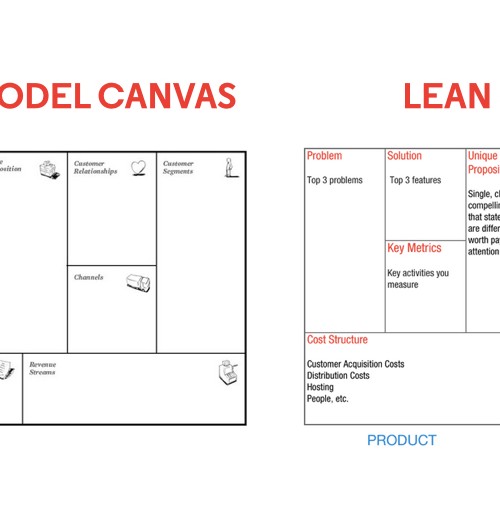 ODEL CANVAS
osition
Customer
Relationships
Customer
Segments
Channels
Revenue
Streams
LEAN
Problem
Top 3 problems
Solution
Top 3 features
Key Metrics
Key activities you
measure
Unique
Proposi
Single, cl
compellin
that state
are differ
worth pay
attention
Cost Structure
Customer Acquisition Costs
Distribution Costs
Hosting
People, etc.
PRODUCT